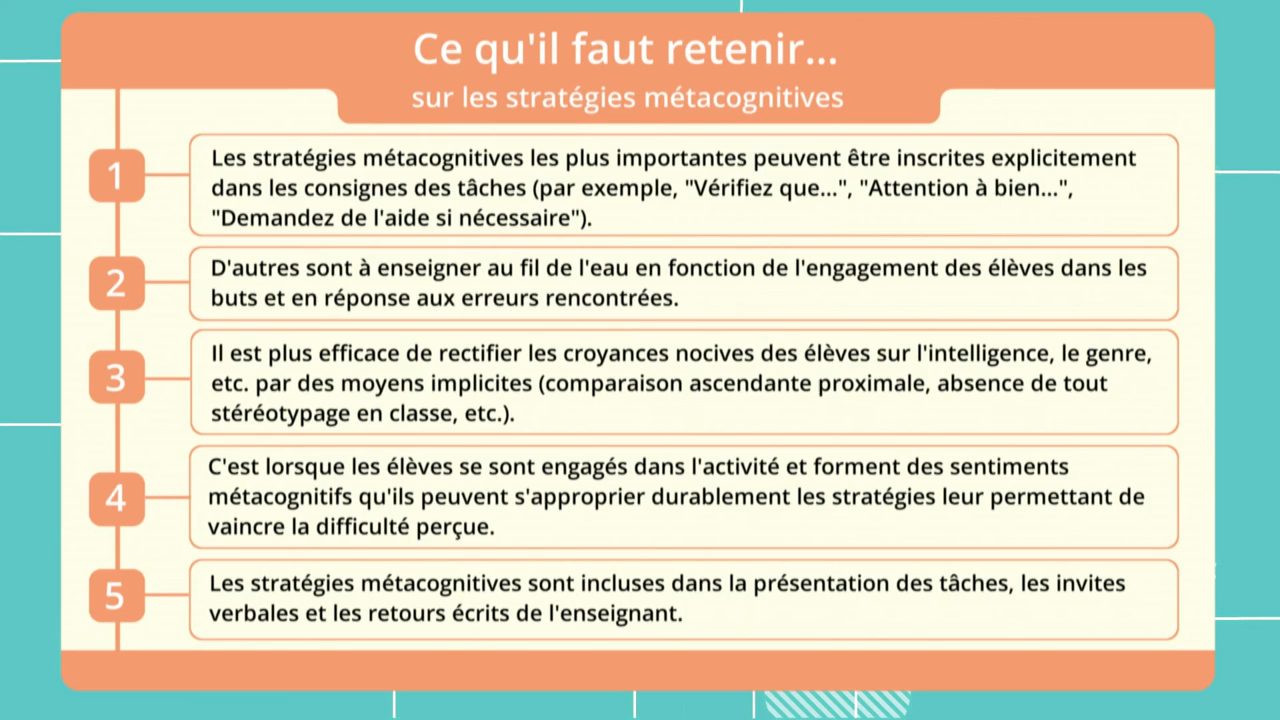 Ce qu'il faut retenir...
sur les stratégies métacognitives
1
Les stratégies métacognitives les plus importantes peuvent être inscrites explicitement
dans les consignes des tâches (par exemple, "Vérifiez que...", "Attention à bien...",
"Demandez de l'aide si nécessaire").
2
D'autres sont à enseigner au fil de l'eau en fonction de l'engagement des élèves dans les
buts et en réponse aux erreurs rencontrées.
3
Il est plus efficace de rectifier les croyances nocives des élèves sur l'intelligence, le genre,
etc. par des moyens implicites (comparaison ascendante proximale, absence de tout
stéréotypage en classe, etc.).
4
C'est lorsque les élèves se sont engagés dans l'activité et forment des sentiments
métacognitifs qu'ils peuvent s'approprier durablement les stratégies leur permettant de
vaincre la difficulté perçue.
5
Les stratégies métacognitives sont incluses dans la présentation des tâches, les invites
verbales et les retours écrits de l'enseignant.